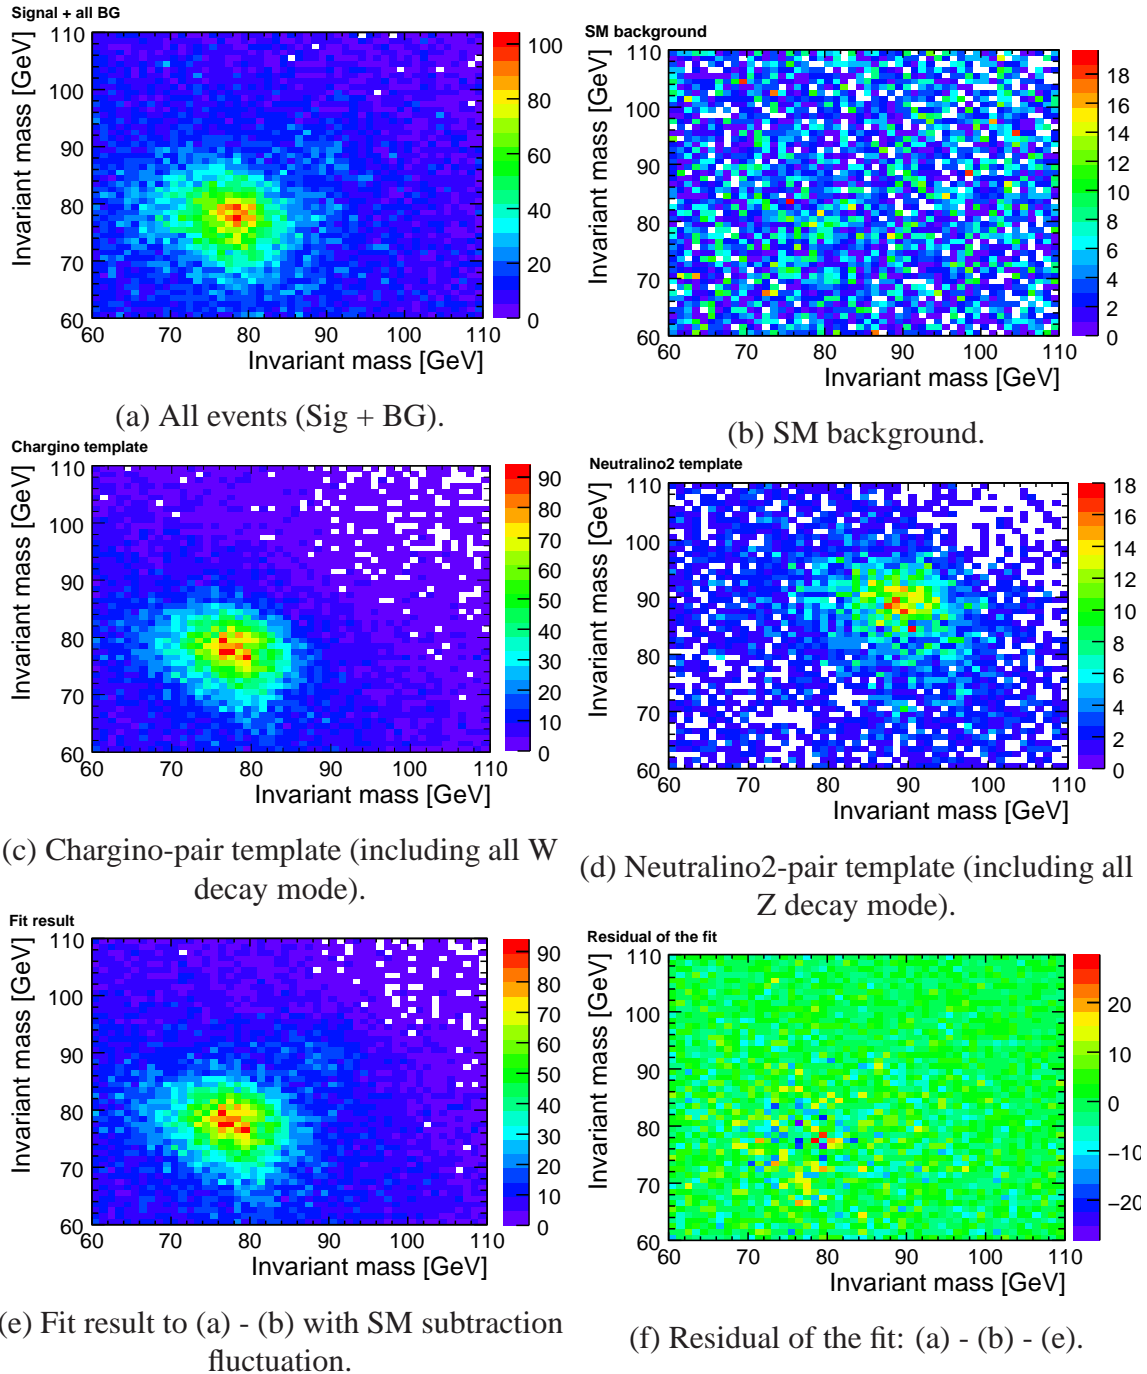 Signal + all BG
Invariant mass [GeV]
110
100
90
80
70
60
60 70 80 90 100 110
Invariant mass [GeV]
100
80
60
40
20
0
(a) All events (Sig + BG).
SM background
Invariant mass [GeV]
110
100
90
80
70
60
60 70 80 90 100 110
Invariant mass [GeV]
18
16
14
12
10
8
6
4
2
0
(b) SM background.
Chargino template
Invariant mass [GeV]
110
100
90
80
70
60
60 70 80 90 100 110
Invariant mass [GeV]
90
80
70
60
50
40
30
20
10
0
(c) Chargino-pair template (including all W
decay mode).
Neutralino2 template
Invariant mass [GeV]
110
100
90
80
70
60
60 70 80 90 100 110
Invariant mass [GeV]
18
16
14
12
10
8
6
4
2
0
(d) Neutralino2-pair template (including all
Z decay mode).
Fit result
Invariant mass [GeV]
110
100
90
80
70
60
60 70 80 90 100 110
Invariant mass [GeV]
90
80
70
60
50
40
30
20
10
0
(e) Fit result to (a) - (b) with SM subtraction
fluctuation.
Residual of the fit
Invariant mass [GeV]
110
100
90
80
70
60
60 70 80 90 100 110
Invariant mass [GeV]
20
10
0
−10
−20
(f) Residual of the fit: (a) - (b) - (e).